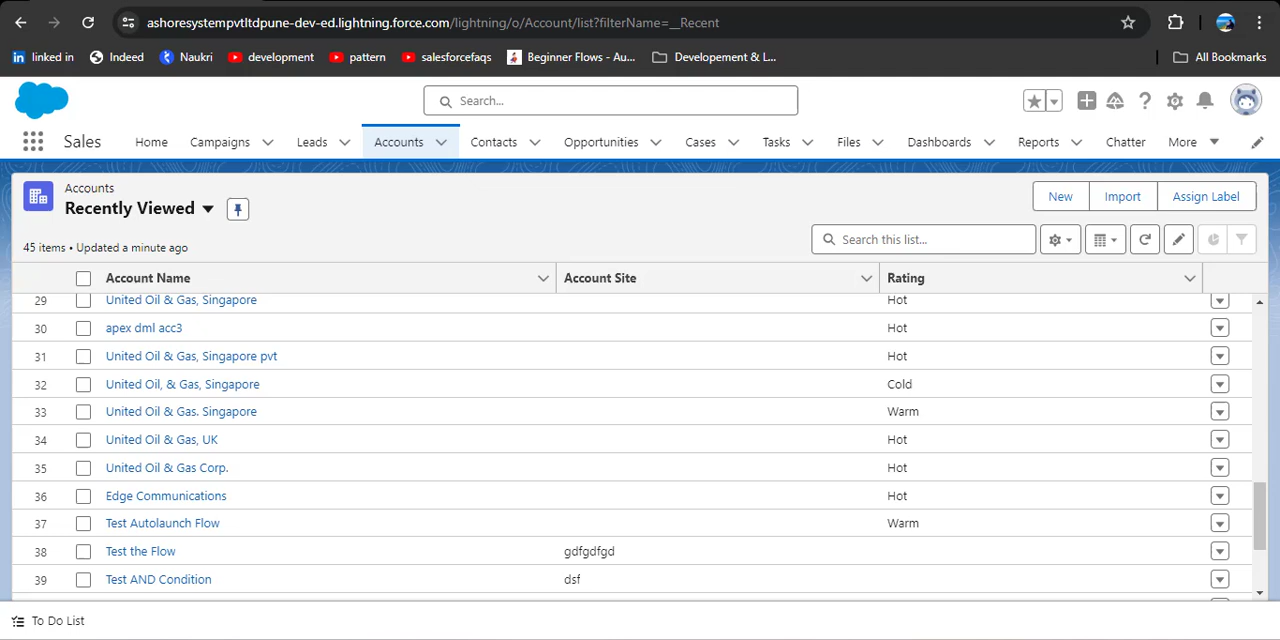 ashoresystempvtltdpune-dev-ed.lightning.force.com/lightning/o/Account/list?filterName=__Recent
linked in Indeed Naukri development pattern salesforcefaqs Beginner Flows - Au... Developement & L... All Bookmarks
Search...
Sales Home Campaigns Leads Accounts Contacts Opportunities Cases Tasks Files Dashboards Reports Chatter More
Accounts
Recently Viewed
New Import Assign Label
45 items • Updated a minute ago
Search this list...
Account Name Account Site Rating
29 United Oil & Gas, Singapore Hot
30 apex dml acc3 Hot
31 United Oil & Gas, Singapore pvt Hot
32 United Oil, & Gas, Singapore Cold
33 United Oil & Gas. Singapore Warm
34 United Oil & Gas, UK Hot
35 United Oil & Gas Corp. Hot
36 Edge Communications Hot
37 Test Autolaunch Flow Warm
38 Test the Flow gdfgdfgd
39 Test AND Condition dsf
To Do List